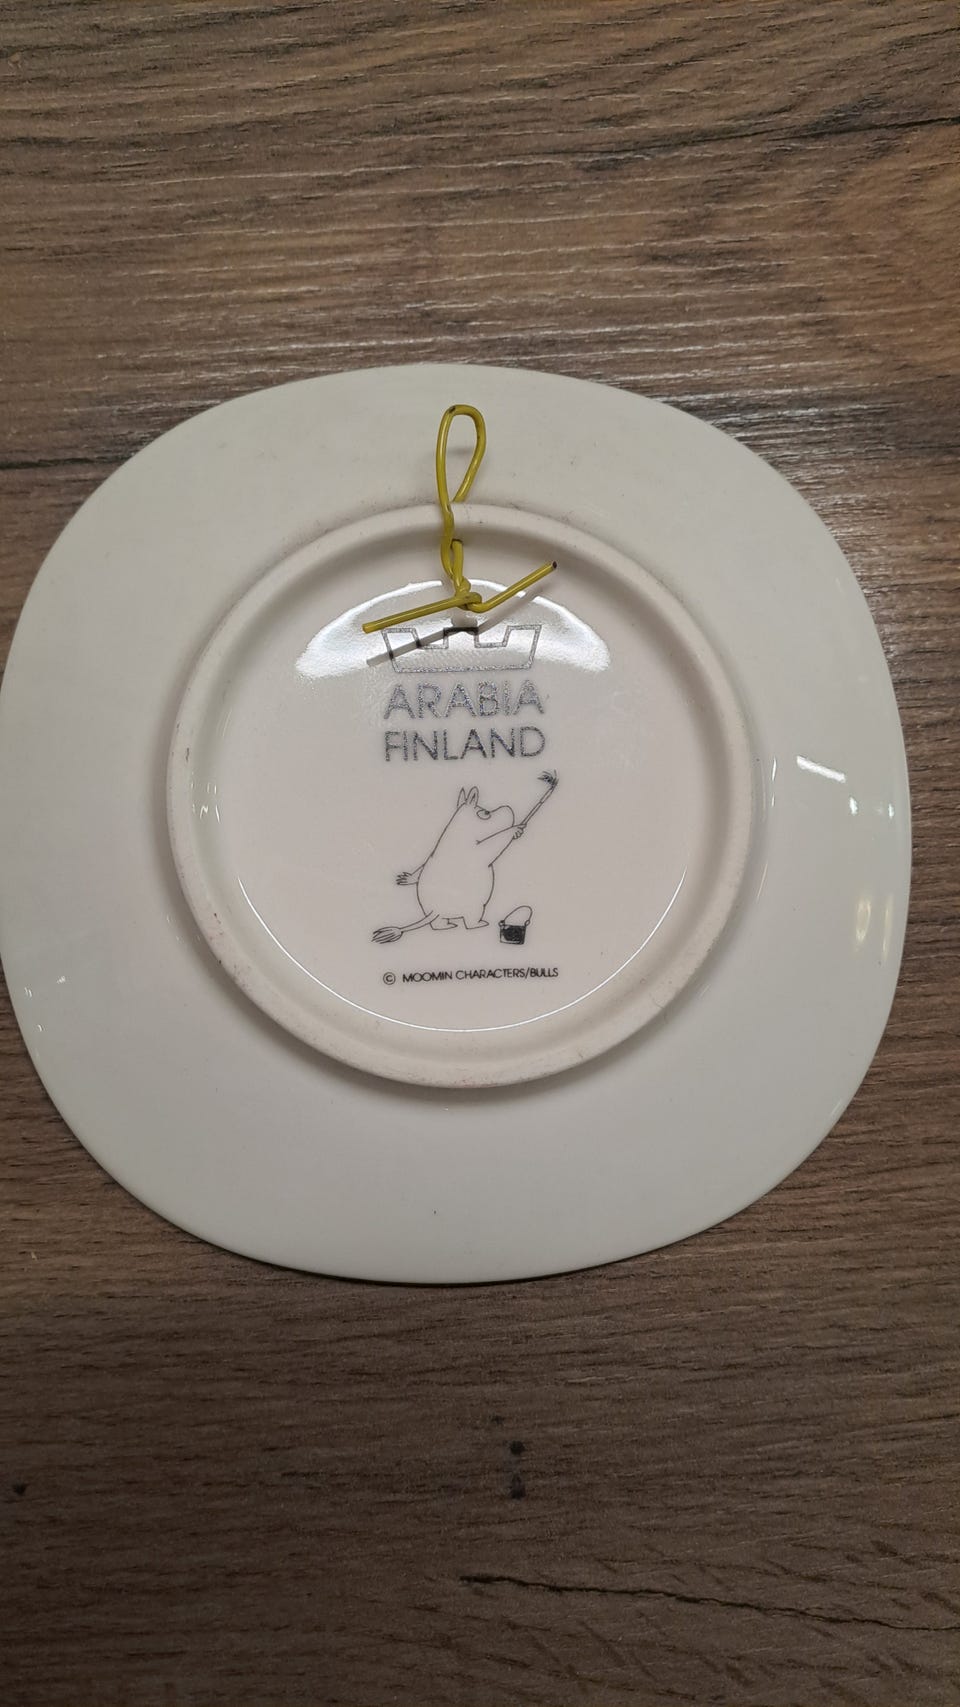 ARABIA
FINLAND
© MOOMIN CHARACTERS/BULLS